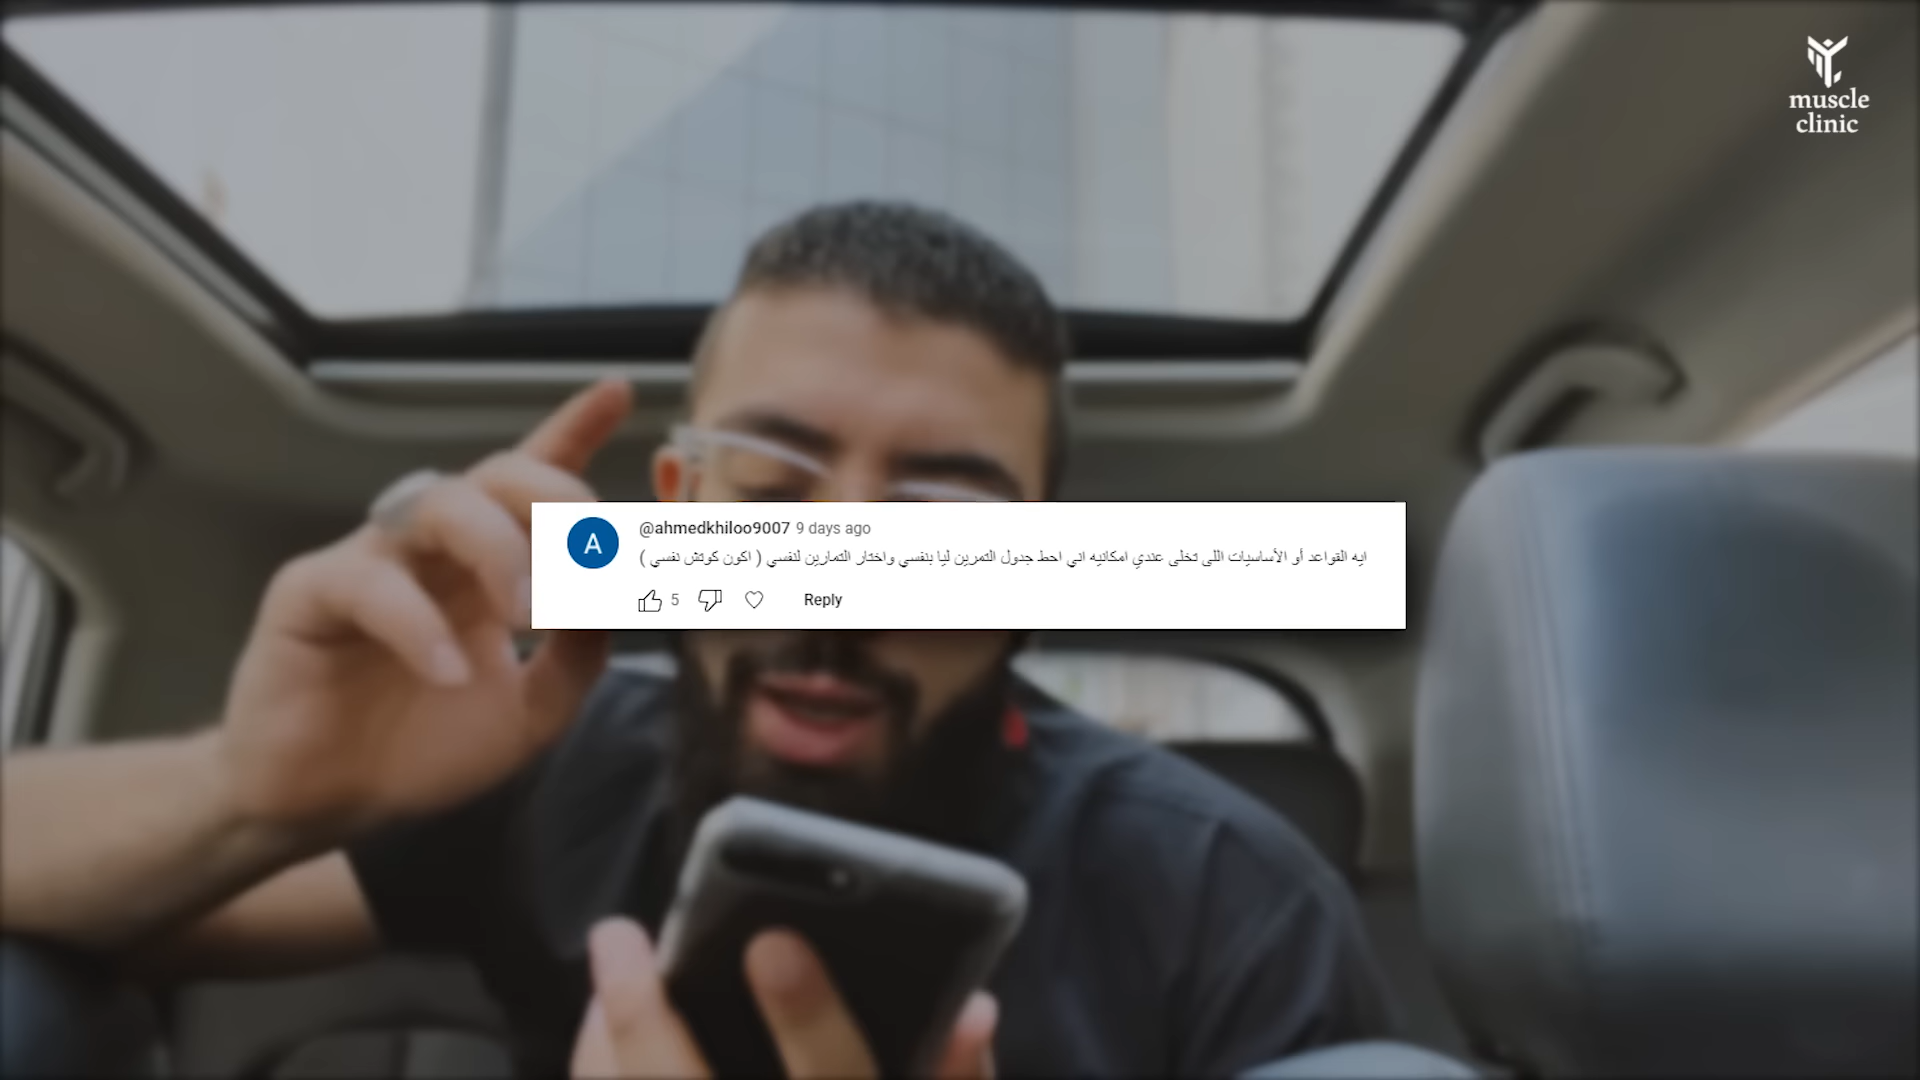 muscle
clinic
@ahmedkhiloo9007 9 days ago
ايه القواعد أو الأساسيات اللى تخلى عندي امكانيه اني احط جدول التمرين ليا بنفسي واختار التمارين لنفسي ( اكون كوتش نفسي )
5 Reply